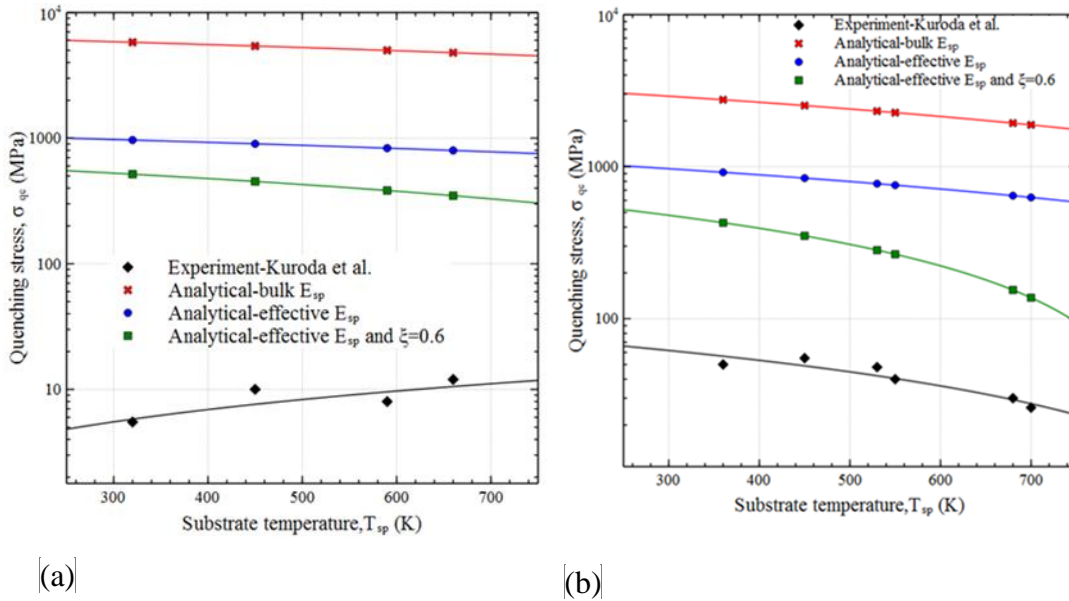 10⁴
1000
100
10
Quenching stress, σ qc (MPa)
Experiment-Kuroda et al.
Analytical-bulk Esp
Analytical-effective Esp
Analytical-effective Esp and ξ=0.6
300 400 500 600 700
Substrate temperature,Tsp (K)
(a)
10⁴
1000
100
Quenching stress, σ qc (MPa)
Experiment-Kuroda et al.
Analytical-bulk Esp
Analytical-effective Esp
Analytical-effective Esp and ξ=0.6
300 400 500 600 700
Substrate temperature,Tsp (K)
(b)